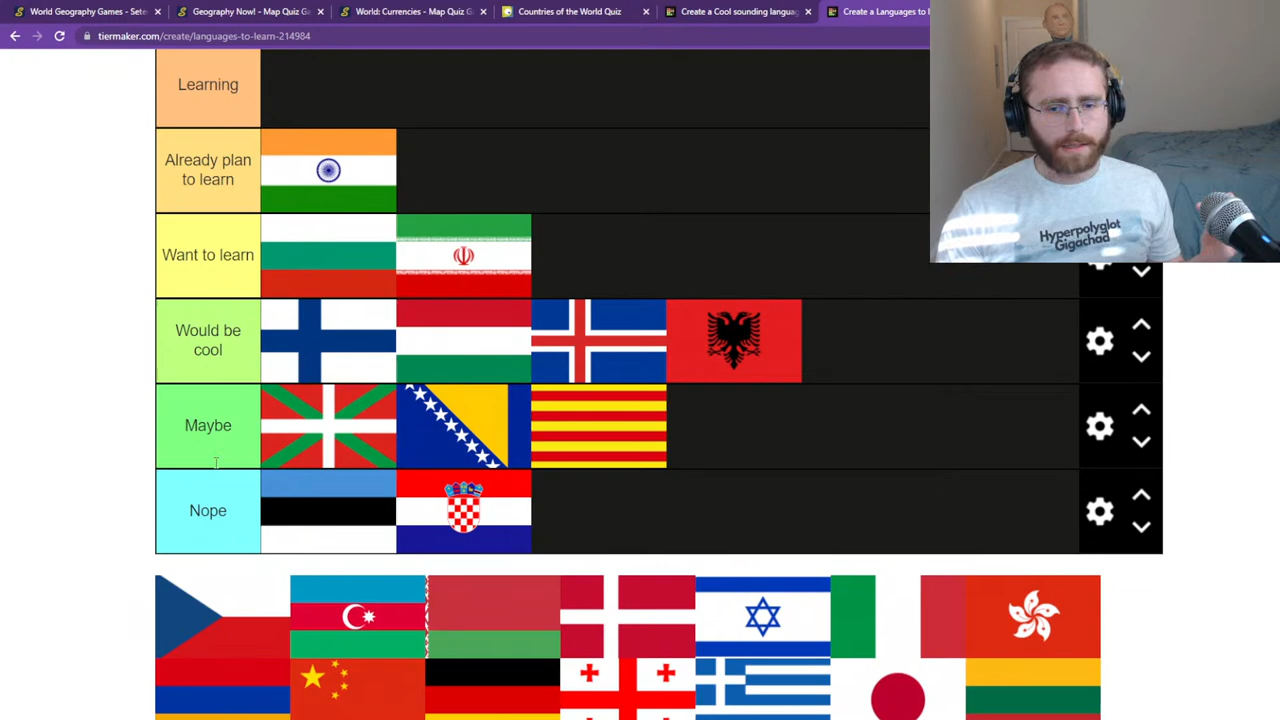 World Geography Games - Sete
Geography Now! - Map Quiz Ga
World: Currencies - Map Quiz G
Countries of the World Quiz
Create a Cool sounding languag
Create a Languages to l
tiermaker.com/create/languages-to-learn-214984
Learning
Already plan
to learn
Want to learn
Would be
cool
Maybe
Nope
Hyperpolyglot
Gigachad